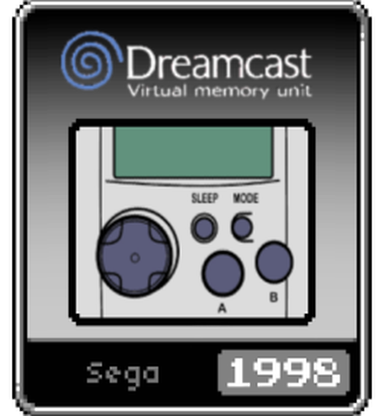 Dreamcast
Virtual memory unit
SLEEP MODE
A
B
Sega
1998